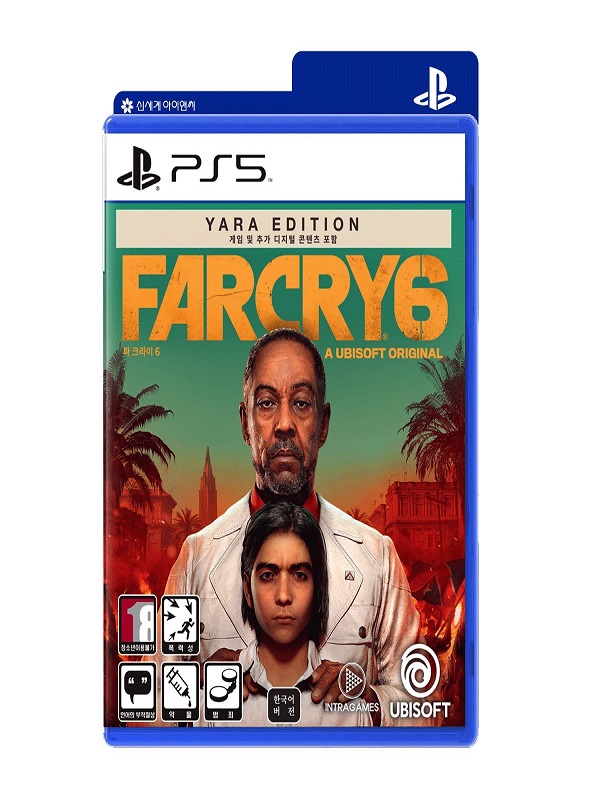 신세계아이앤씨
PS5
YARA EDITION
게임 및 추가 디지털 콘텐츠 포함
FARCRY6
파 크라이 6
A UBISOFT ORIGINAL
18
청소년이용불가
폭력성
언어의 부적절성
약물
범죄
한국어
버전
INTRAGAMES
UBISOFT